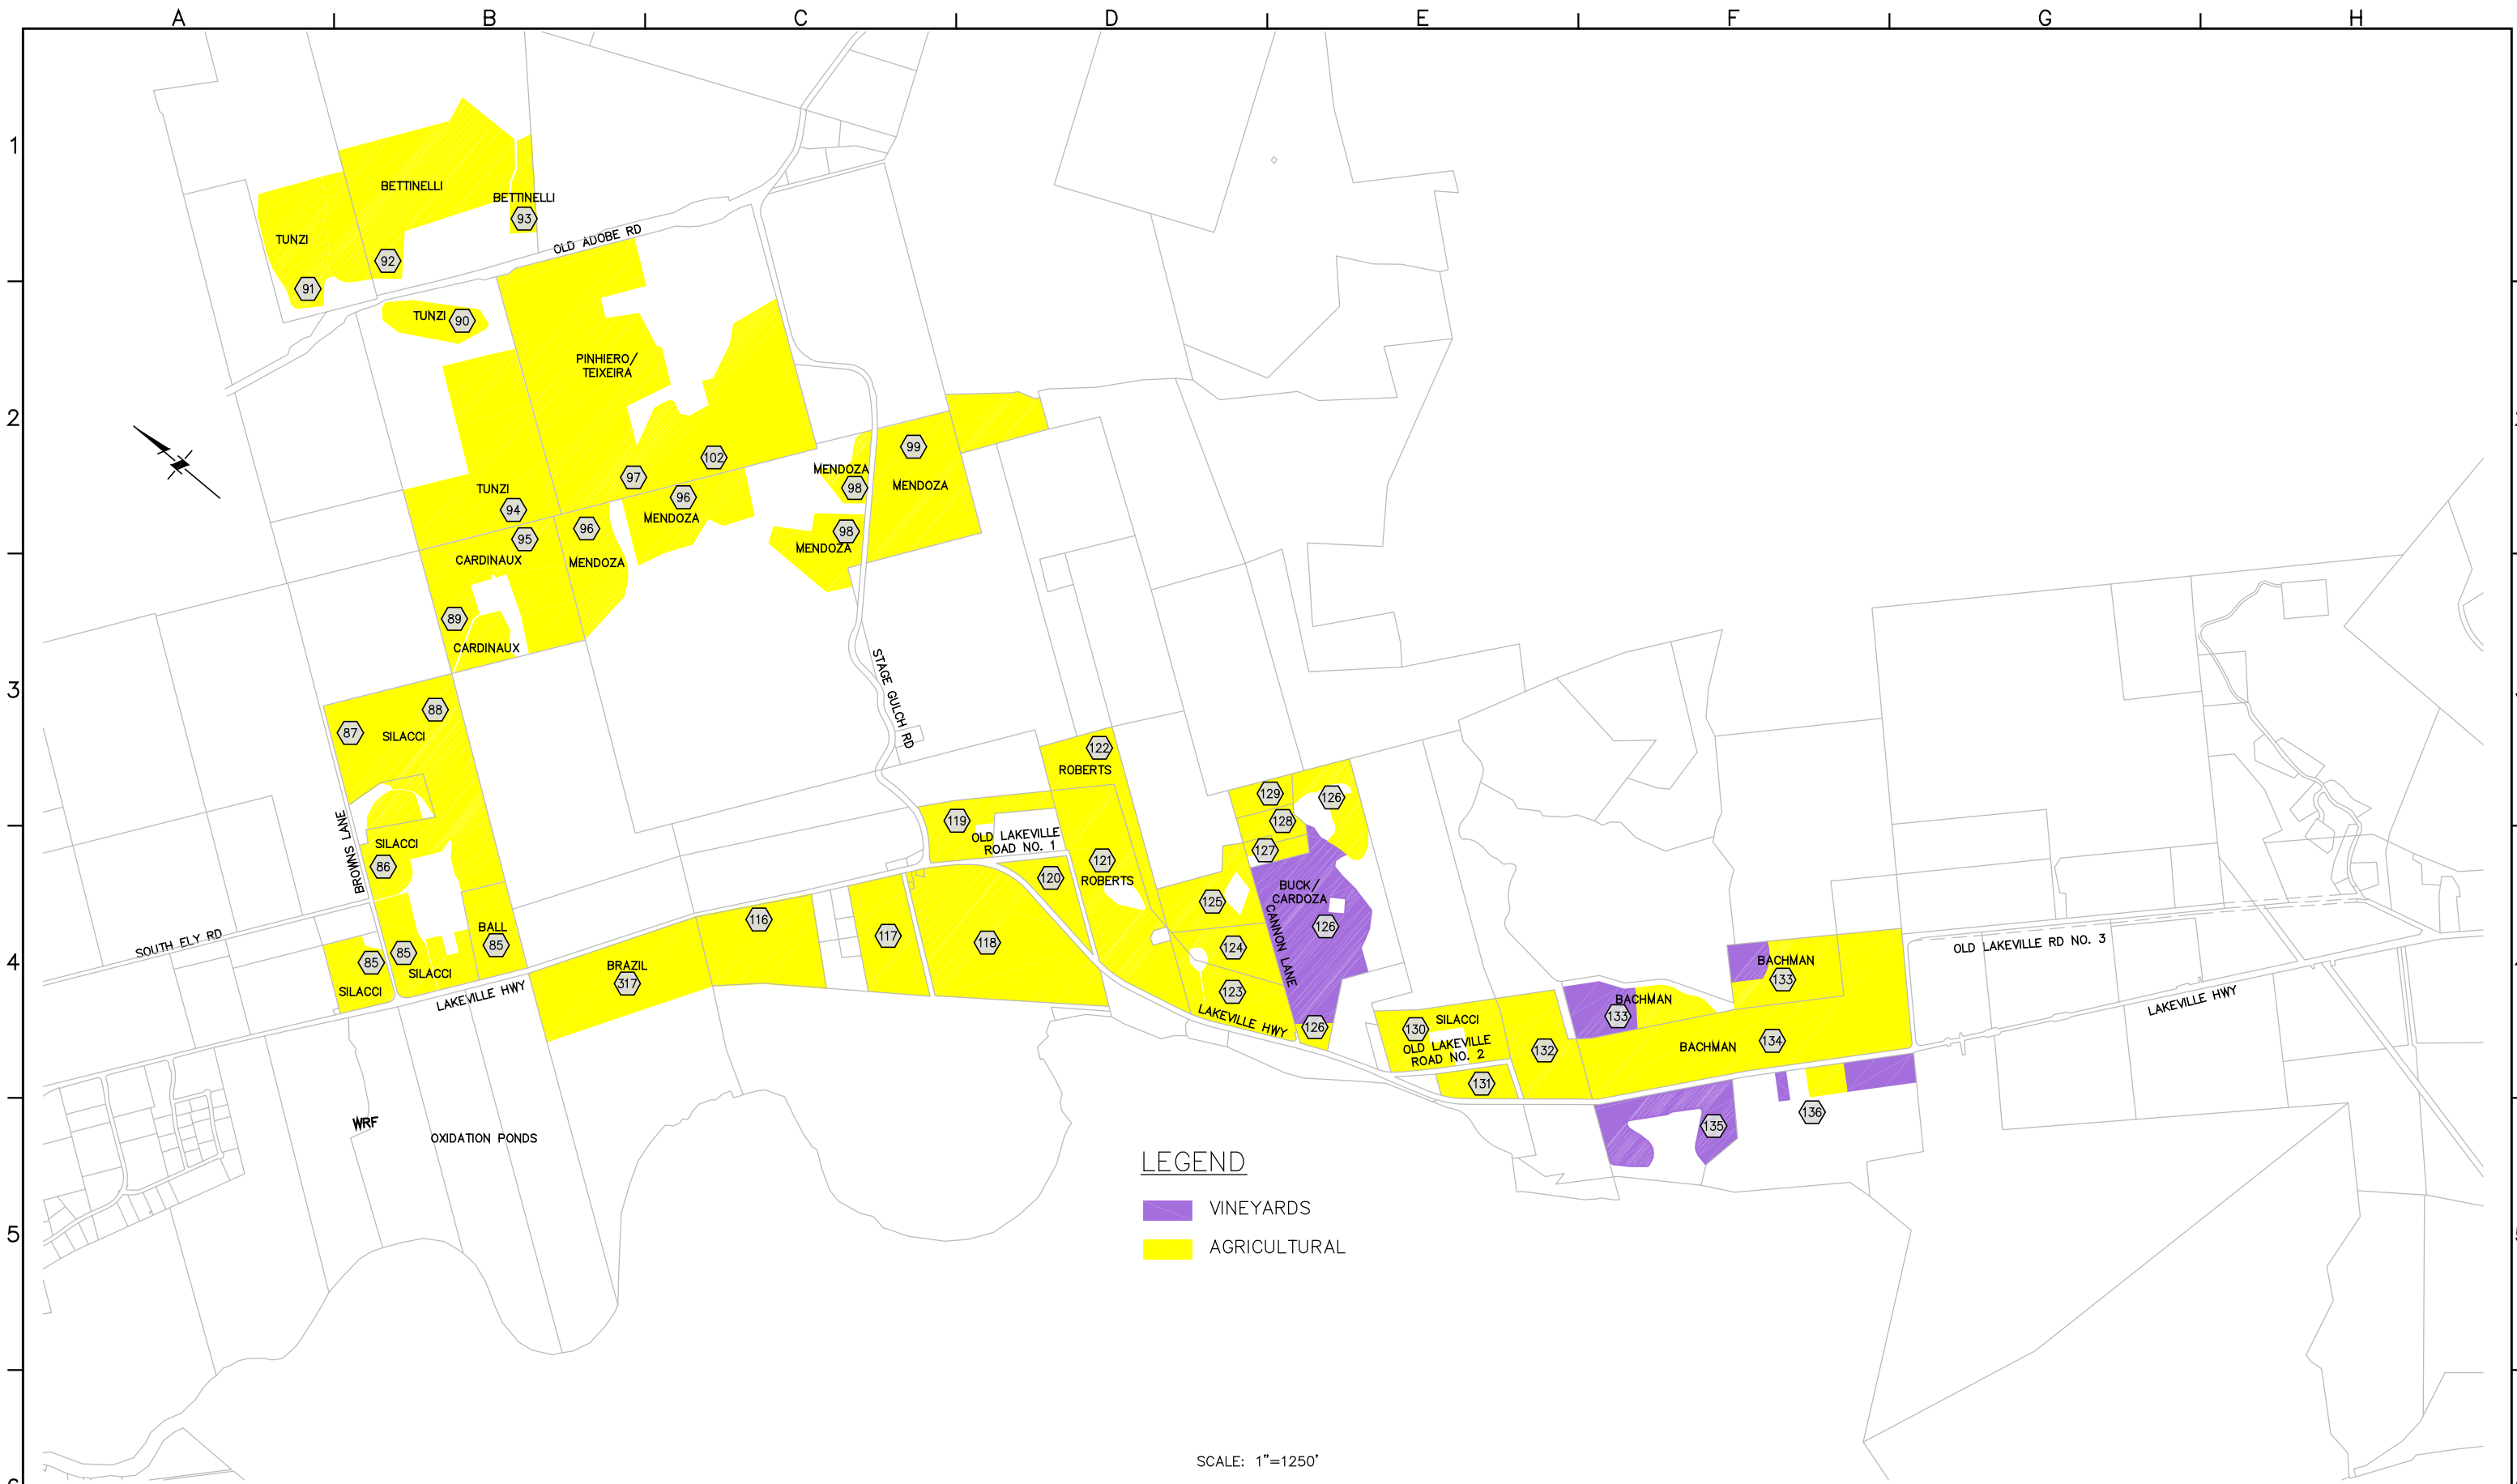 A B C D E F G H
1
BETTINELLI
BETTINELLI
93
TUNZI
OLD ADOBE RD
92
91
TUNZI
90
PINHIERO/
TEIXEIRA
2
99
102
MENDOZA
97
98
MENDOZA
TUNZI
96
94
MENDOZA
96
98
95
MENDOZA
CARDINAUX
MENDOZA
89
CARDINAUX
STAGE GULCH RD
3
88
87
SILACCI
122
ROBERTS
129
126
128
119
OLD LAKEVILLE
ROAD NO. 1
BROWNS LANE
SILACCI
127
121
86
120
ROBERTS
BUCK/
CARDOZA
125
116
126
BALL
117
118
85
SOUTH ELY RD
124
CANNON LANE
OLD LAKEVILLE RD NO. 3
85
4
85
BACHMAN
BRAZIL
SILACCI
133
317
SILACCI
123
LAKEVILLE HWY
BACHMAN
LAKEVILLE HWY
133
LAKEVILLE HWY
126
130
SILACCI
OLD LAKEVILLE
ROAD NO. 2
132
BACHMAN
134
131
136
WRF
135
OXIDATION PONDS
LEGEND
VINEYARDS
5
AGRICULTURAL
SCALE: 1"=1250'